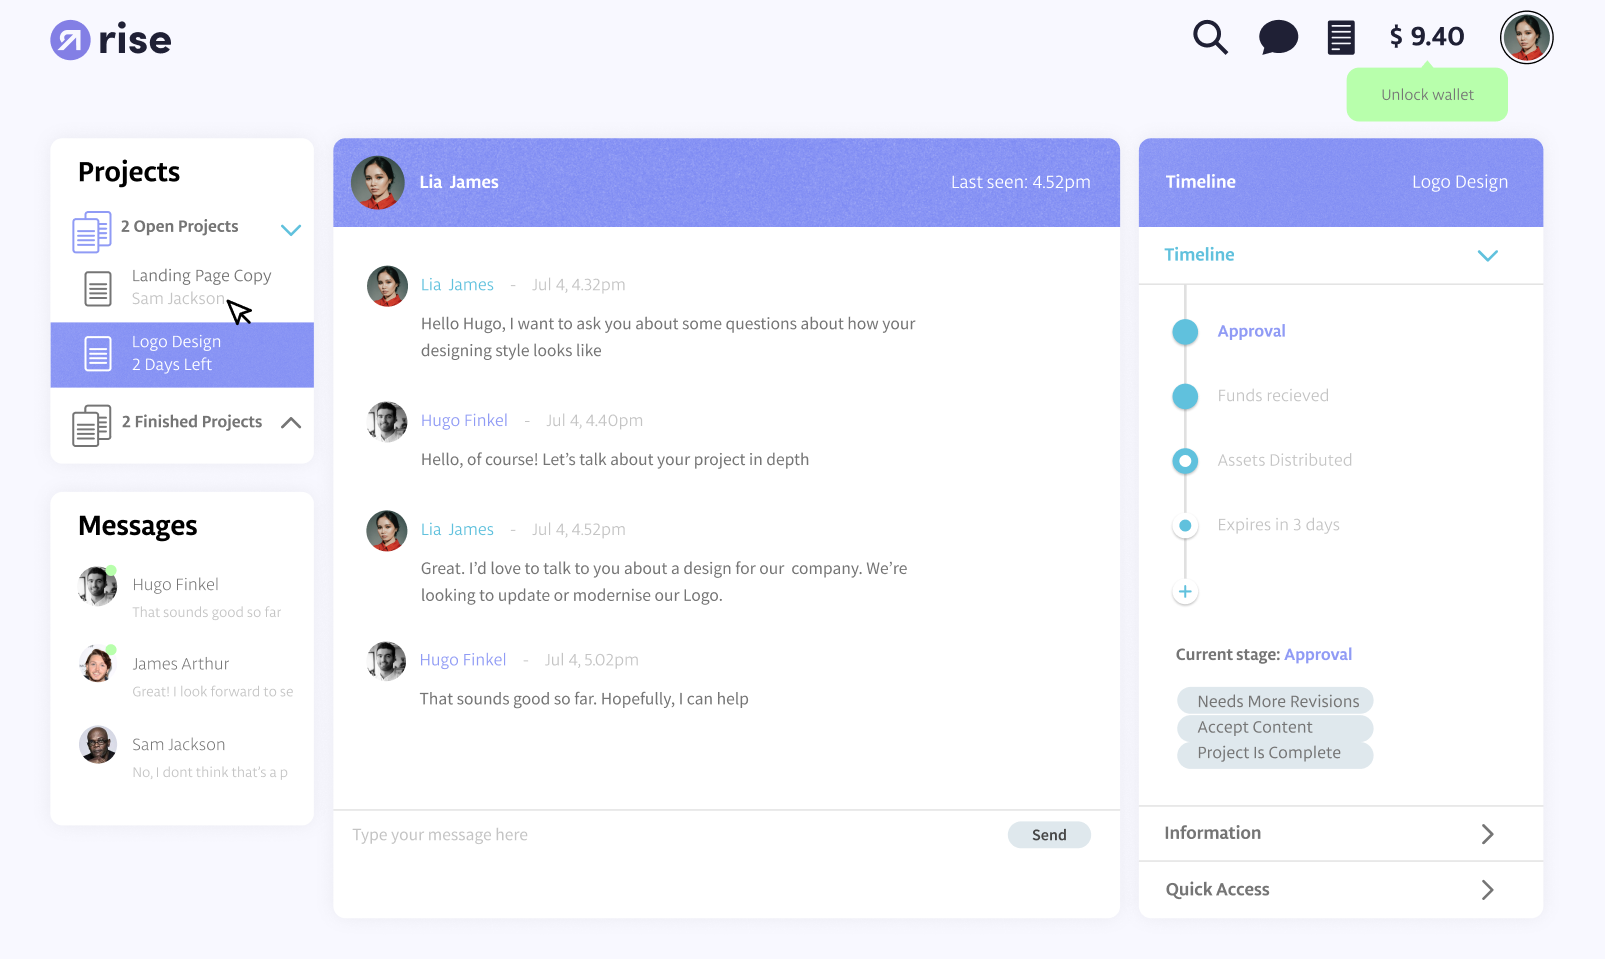 rise
$ 9.40
Unlock wallet
Projects
2 Open Projects
Landing Page Copy
Sam Jackson
Logo Design
2 Days Left
2 Finished Projects
Messages
Hugo Finkel
That sounds good so far
James Arthur
Great! I look forward to se
Sam Jackson
No, I dont think that's a p
Lia James
Last seen: 4.52pm
Lia James - Jul 4, 4.32pm
Hello Hugo, I want to ask you about some questions about how your
designing style looks like
Hugo Finkel - Jul 4, 4.40pm
Hello, of course! Let's talk about your project in depth
Lia James - Jul 4, 4.52pm
Great. I'd love to talk to you about a design for our company. We're
looking to update or modernise our Logo.
Hugo Finkel - Jul 4, 5.02pm
That sounds good so far. Hopefully, I can help
Type your message here
Send
Timeline
Logo Design
Timeline
Approval
Funds recieved
Assets Distributed
Expires in 3 days
Current stage: Approval
Needs More Revisions
Accept Content
Project Is Complete
Information
Quick Access